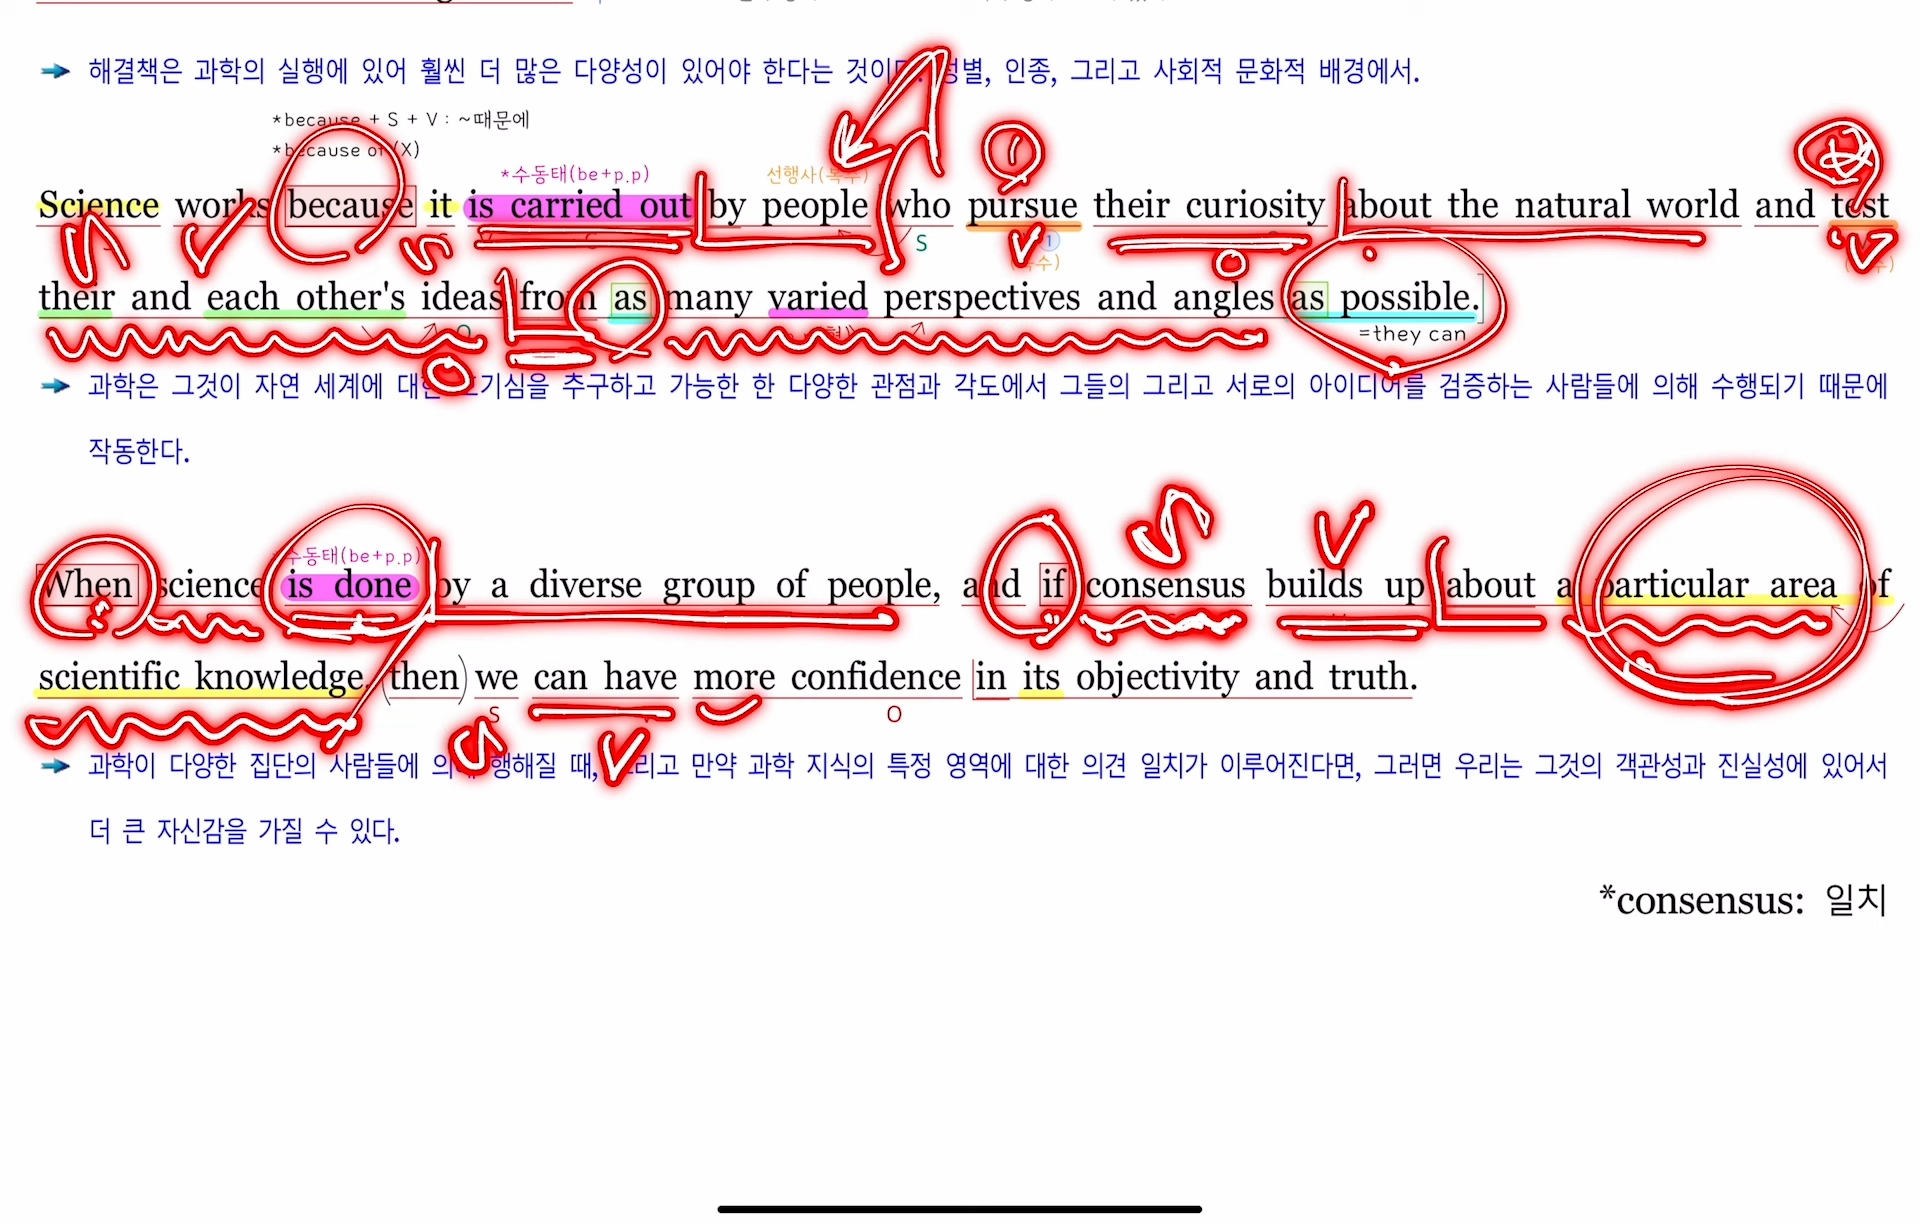 ➔ 해결책은 과학의 실행에 있어 훨씬 더 많은 다양성이 있어야 한다는 것이다. 성별, 인종, 그리고 사회적 문화적 배경에서.
*because + S + V : ~때문에
*because of (X)
*수동태(be+p.p) 선행사(복수) ①
Science works because it is carried out by people who pursue their curiosity about the natural world and test
S V S S V ① O V
their and each other's ideas from as many varied perspectives and angles as possible.]
O =they can
➔ 과학은 그것이 자연 세계에 대한 호기심을 추구하고 가능한 한 다양한 관점과 각도에서 그들의 그리고 서로의 아이디어를 검증하는 사람들에 의해 수행되기 때문에
작동한다.
수동태(be+p.p) S V
When science is done by a diverse group of people, and if consensus builds up about a particular area of
scientific knowledge, (then) we can have more confidence in its objectivity and truth.
S O
S V
➔ 과학이 다양한 집단의 사람들에 의해 행해질 때, 그리고 만약 과학 지식의 특정 영역에 대한 의견 일치가 이루어진다면, 그러면 우리는 그것의 객관성과 진실성에 있어서
더 큰 자신감을 가질 수 있다.
*consensus: 일치